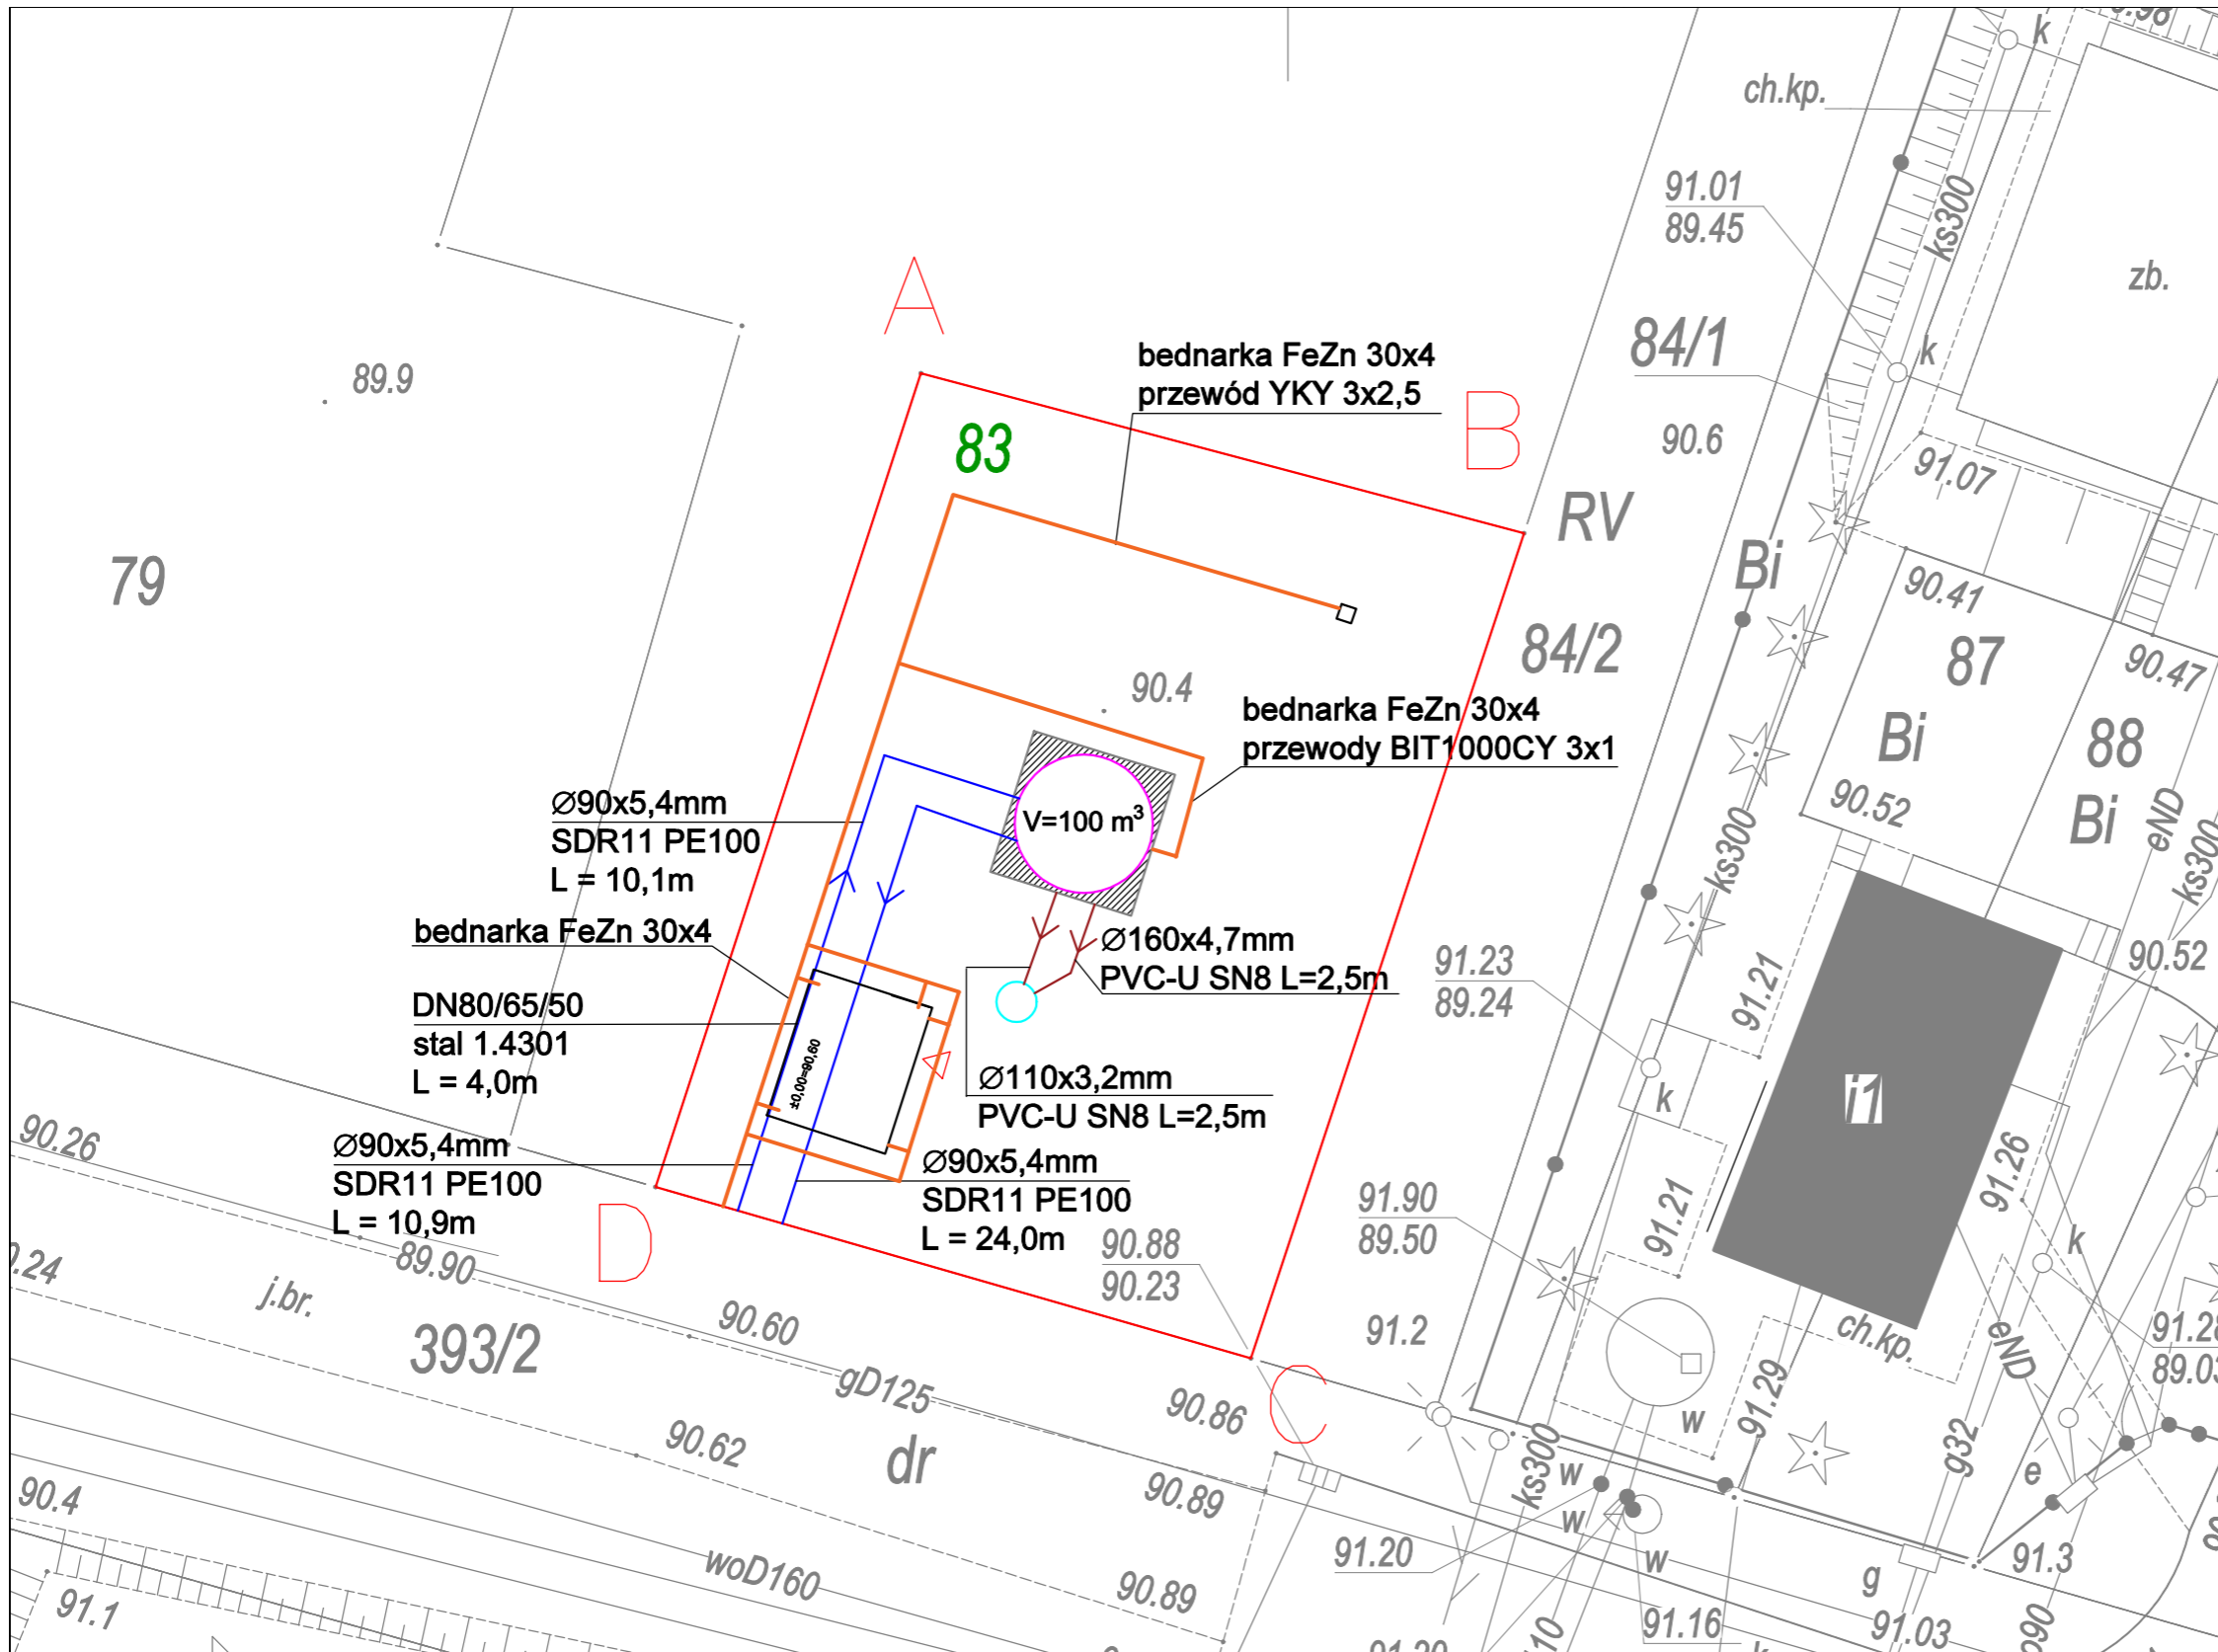 k
ch.kp.
91.01
89.45
ks300
zb.
A
84/1
k
bednarka FeZn 30x4
przewód YKY 3x2,5
89.9
B
90.6
83
91.07
RV
79
Bi
90.41
84/2
87
90.47
90.4
bednarka FeZn 30x4
przewody BIT1000CY 3x1
Bi
88
Ø90x5,4mm
SDR11 PE100
L = 10,1m
V=100 m³
90.52
Bi
eND
ks300
ks300
bednarka FeZn 30x4
Ø160x4,7mm
PVC-U SN8 L=2,5m
91.23
89.24
91.21
90.52
DN80/65/50
stal 1.4301
L = 4,0m
±0,00=90,60
Ø110x3,2mm
PVC-U SN8 L=2,5m
k
i1
90.26
Ø90x5,4mm
SDR11 PE100
L = 10,9m
Ø90x5,4mm
SDR11 PE100
L = 24,0m
91.90
89.50
91.21
91.26
k
D
90.88
90.23
89.90
j.br.
393/2
90.60
91.2
ch.kp.
eND
gD125
C
90.86
91.29
w
g32
90.62
dr
ks300
w
e
90.4
90.89
w
91.20
w
g
91.3
woD160
91.1
90.89
91.16
91.03